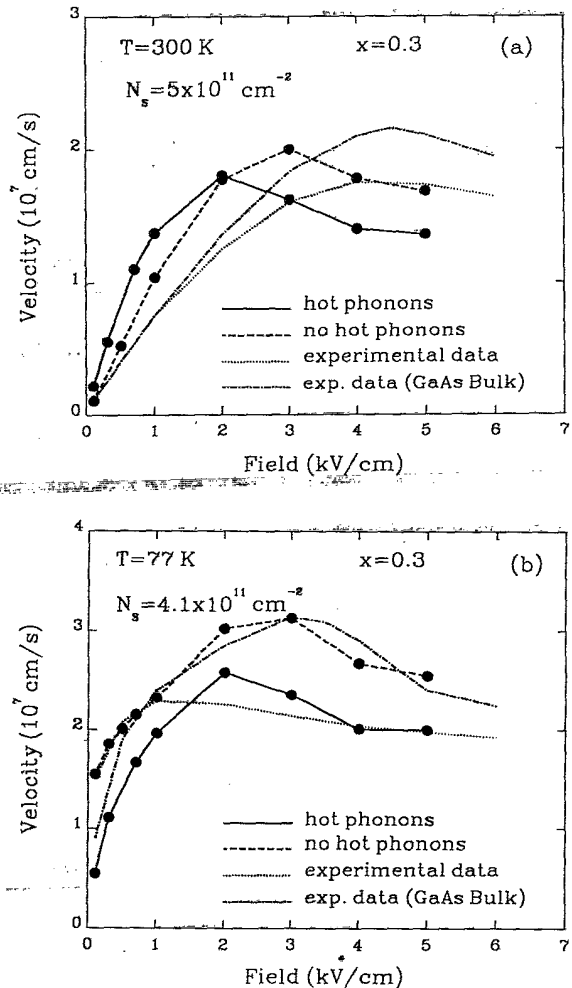 3
T=300 K x=0.3 (a)
N_s=5x10^11 cm^-2
2
1
0
Velocity (10^7 cm/s)
hot phonons
no hot phonons
experimental data
exp. data (GaAs Bulk)
0 1 2 3 4 5 6 7
Field (kV/cm)
4
T=77 K x=0.3 (b)
N_s=4.1x10^11 cm^-2
3
2
1
0
Velocity (10^7 cm/s)
hot phonons
no hot phonons
experimental data
exp. data (GaAs Bulk)
0 1 2 3 4 5 6 7
Field (kV/cm)